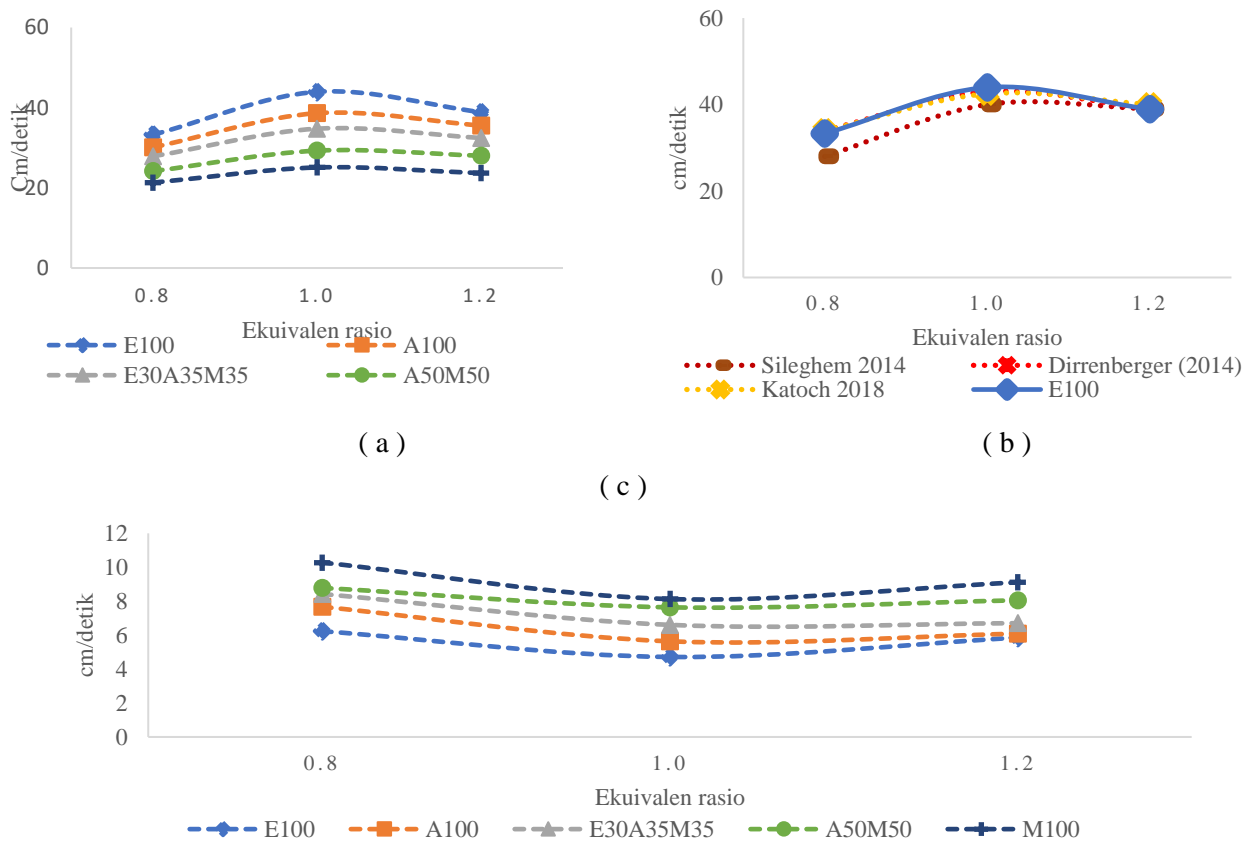 60
40
20
0
Cm/detik
0.8 1.0 1.2
Ekuivalen rasio
E100 A100
E30A35M35 A50M50
( a )
60
40
20
0
cm/detik
0.8 1.0 1.2
Ekuivalen rasio
Sileghem 2014 Dirrenberger (2014)
Katoch 2018 E100
( b )
( c )
12
10
8
6
4
2
0
cm/detik
0.8 1.0 1.2
Ekuivalen rasio
E100 A100 E30A35M35 A50M50 M100